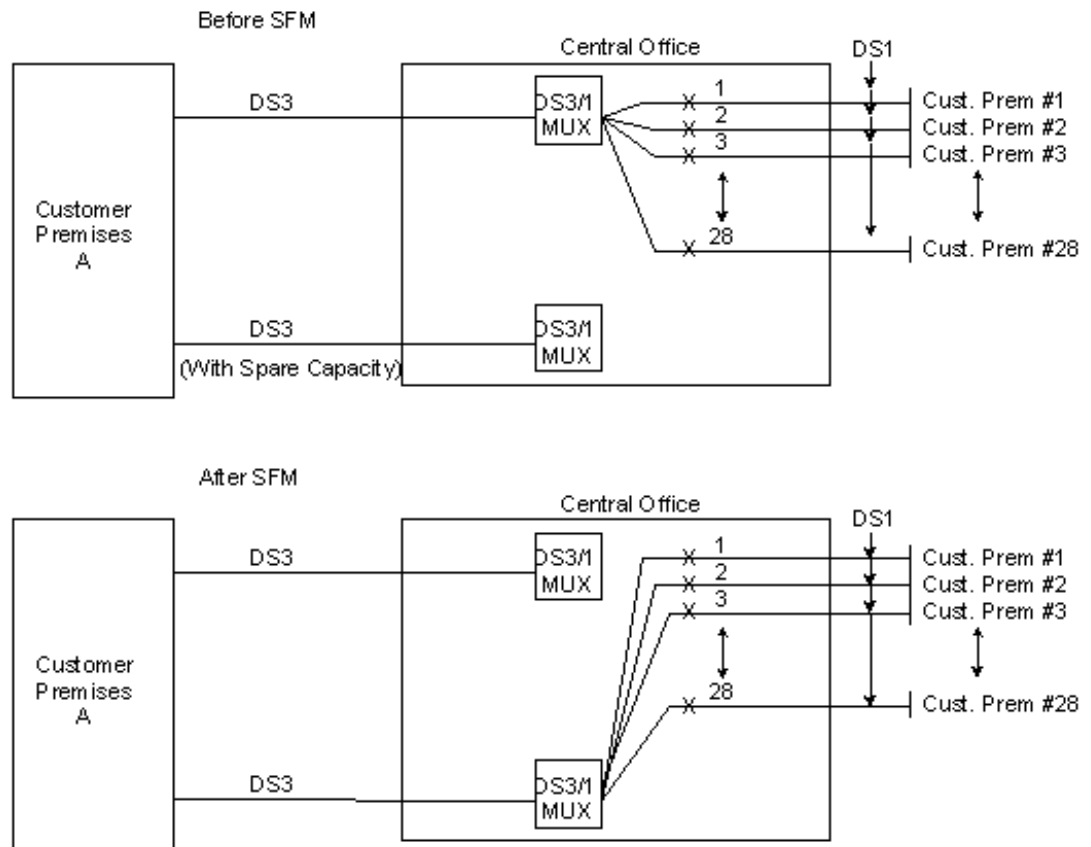 Before SFM
Central Office
DS1
DS3
DS3/1
MUX
1
2
3
28
Cust. Prem #1
Cust. Prem #2
Cust. Prem #3
Cust. Prem #28
Customer
Premises
A
DS3
(With Spare Capacity)
DS3/1
MUX
After SFM
Central Office
DS1
DS3
DS3/1
MUX
1
2
3
28
Cust. Prem #1
Cust. Prem #2
Cust. Prem #3
Cust. Prem #28
Customer
Premises
A
DS3
DS3/1
MUX